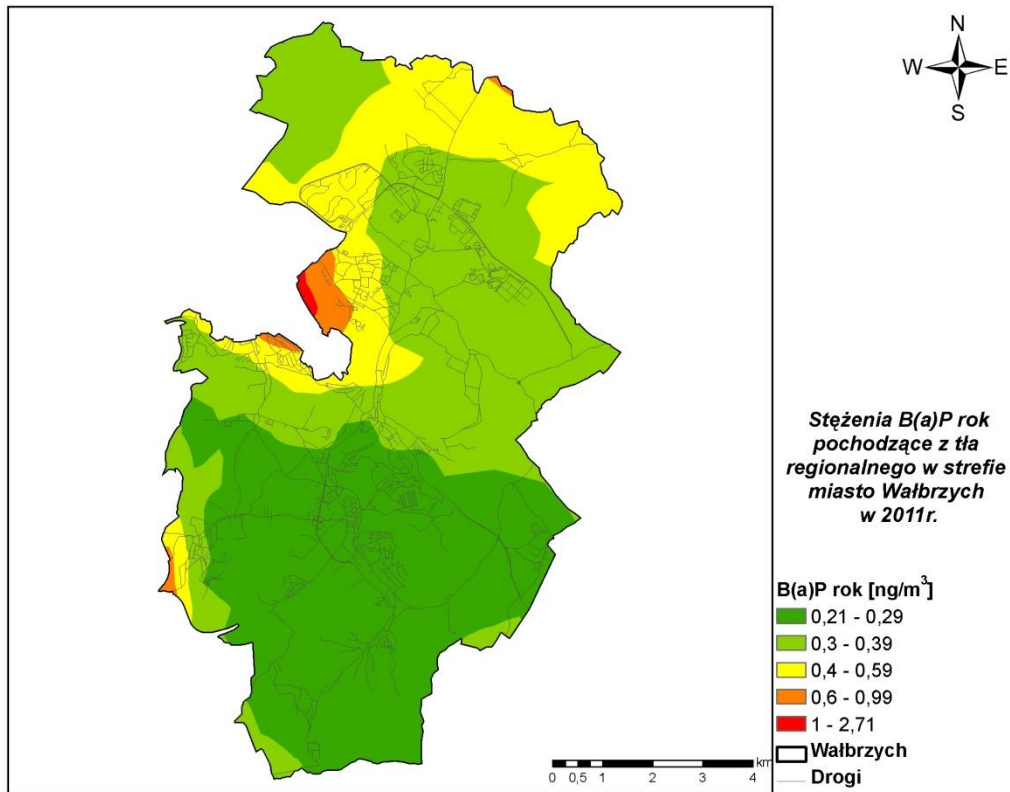 N
W E
S
Stężenia B(a)P rok
pochodzące z tła
regionalnego w strefie
miasto Wałbrzych
w 2011r.
B(a)P rok [ng/m³]
0,21 - 0,29
0,3 - 0,39
0,4 - 0,59
0,6 - 0,99
1 - 2,71
Wałbrzych
Drogi
km
0 0,5 1 2 3 4